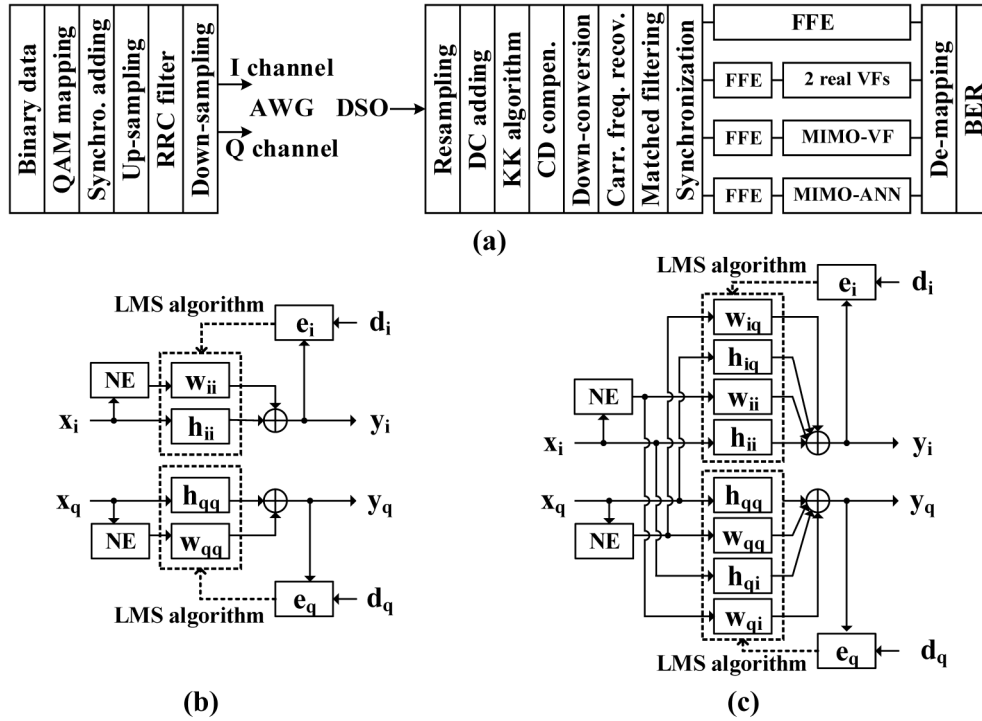 Binary data
QAM mapping
Synchro. adding
Up-sampling
RRC filter
Down-sampling
I channel
AWG
Q channel
DSO
Resampling
DC adding
KK algorithm
CD compen.
Down-conversion
Carr. freq. recov.
Matched filtering
Synchronization
FFE
FFE
2 real VFs
FFE
MIMO-VF
FFE
MIMO-ANN
De-mapping
BER
(a)
LMS algorithm
e_i
d_i
NE
w_ii
x_i
h_ii
y_i
x_q
h_qq
y_q
NE
w_qq
LMS algorithm
e_q
d_q
(b)
LMS algorithm
e_i
d_i
w_iq
h_iq
NE
w_ii
x_i
h_ii
y_i
x_q
h_qq
y_q
NE
w_qq
h_qi
w_qi
LMS algorithm
e_q
d_q
(c)